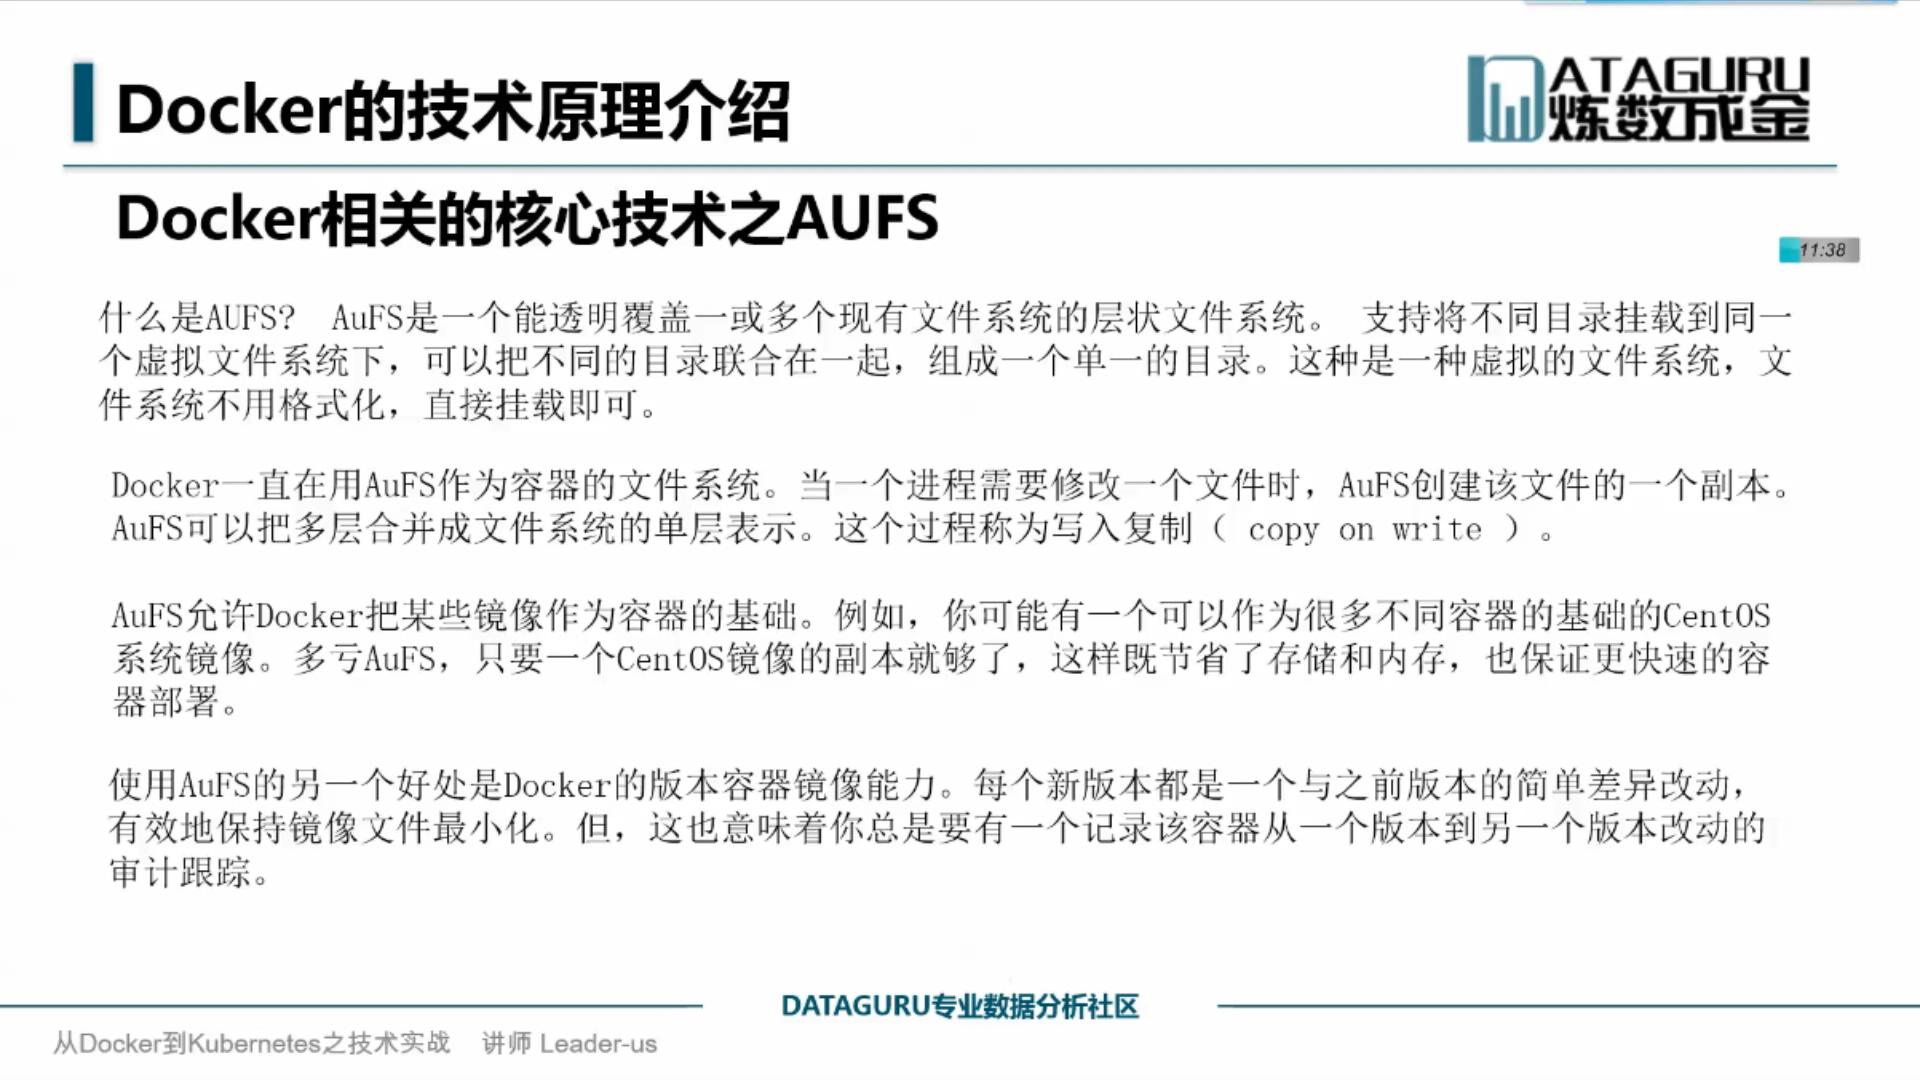 Docker的技术原理介绍
DATAGURU
炼数成金
Docker相关的核心技术之AUFS
11:38
什么是AUFS? AuFS是一个能透明覆盖一或多个现有文件系统的层状文件系统。 支持将不同目录挂载到同一
个虚拟文件系统下，可以把不同的目录联合在一起，组成一个单一的目录。这种是一种虚拟的文件系统，文
件系统不用格式化，直接挂载即可。
Docker一直在用AuFS作为容器的文件系统。当一个进程需要修改一个文件时，AuFS创建该文件的一个副本。
AuFS可以把多层合并成文件系统的单层表示。这个过程称为写入复制（ copy on write ）。
AuFS允许Docker把某些镜像作为容器的基础。例如，你可能有一个可以作为很多不同容器的基础的CentOS
系统镜像。多亏AuFS，只要一个CentOS镜像的副本就够了，这样既节省了存储和内存，也保证更快速的容
器部署。
使用AuFS的另一个好处是Docker的版本容器镜像能力。每个新版本都是一个与之前版本的简单差异改动，
有效地保持镜像文件最小化。但，这也意味着你总是要有一个记录该容器从一个版本到另一个版本改动的
审计跟踪。
DATAGURU专业数据分析社区
从Docker到Kubernetes之技术实战 讲师 Leader-us